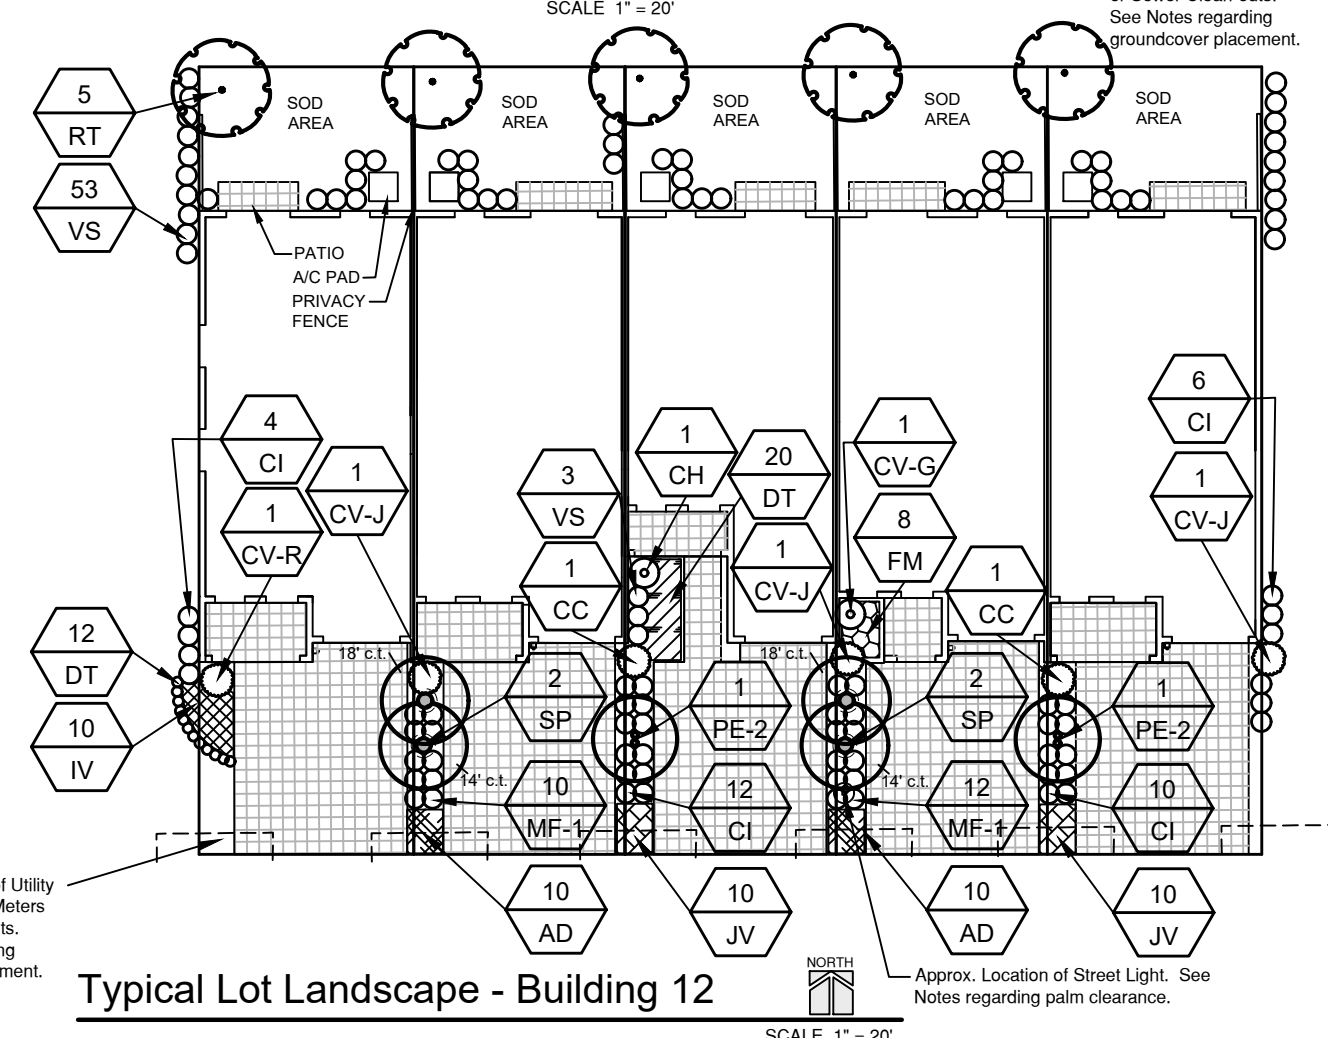 SCALE 1" = 20'
See Notes regarding
groundcover placement.
5
RT
53
VS
SOD
AREA
SOD
AREA
SOD
AREA
SOD
AREA
SOD
AREA
PATIO
A/C PAD
PRIVACY
FENCE
4
CI
1
CV-R
1
CV-J
3
VS
1
CC
1
CH
20
DT
1
CV-J
1
CV-G
8
FM
1
CC
6
CI
1
CV-J
12
DT
10
IV
18' c.t.
14' c.t.
2
SP
10
MF-1
1
PE-2
12
CI
18' c.t.
14' c.t.
2
SP
12
MF-1
1
PE-2
10
CI
10
AD
10
JV
10
AD
10
JV
of Utility
Meters
ts.
ng
ment.
Typical Lot Landscape - Building 12
NORTH
Approx. Location of Street Light. See
Notes regarding palm clearance.
SCALE 1" = 20'